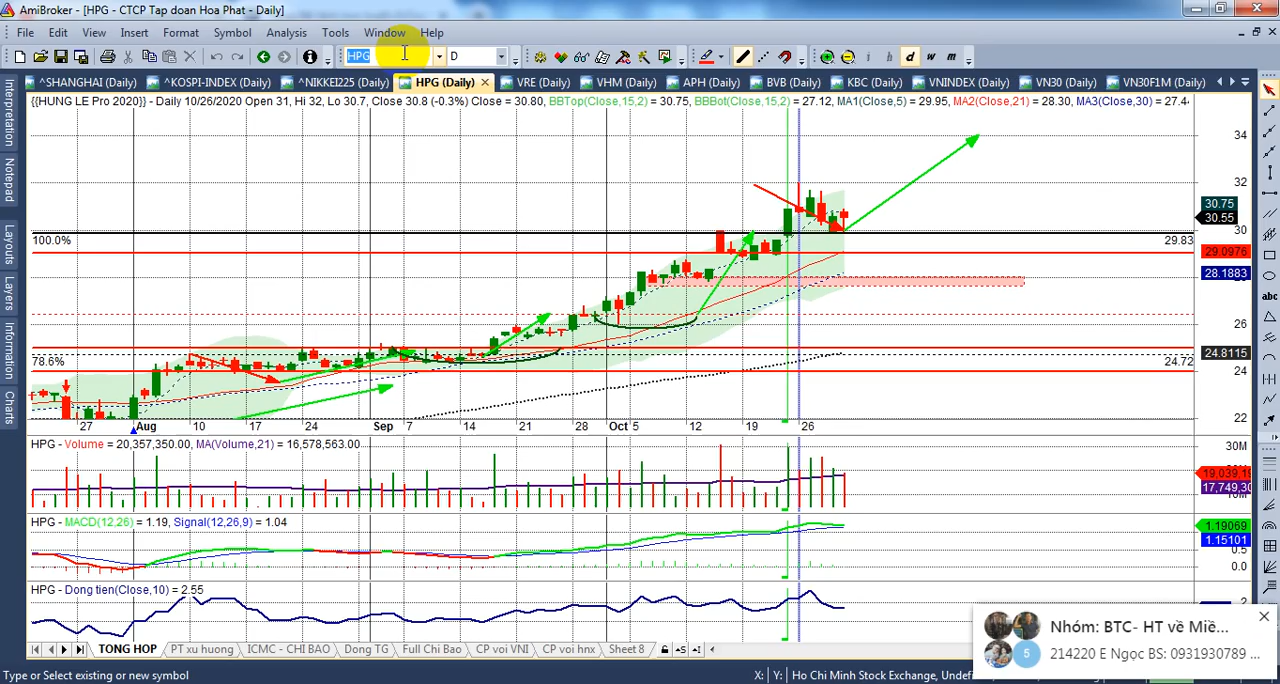 AmiBroker - [HPG - CTCP Tap doan Hoa Phat - Daily]
File Edit View Insert Format Symbol Analysis Tools Window Help
HPG D i h d w m
^SHANGHAI (Daily) ^KOSPI-INDEX (Daily) ^NIKKEI225 (Daily) HPG (Daily) VRE (Daily) VHM (Daily) APH (Daily) BVB (Daily) KBC (Daily) VNINDEX (Daily) VN30 (Daily) VN30F1M (Daily)
{{HUNG LE Pro 2020}} - Daily 10/26/2020 Open 31, Hi 32, Lo 30.7, Close 30.8 (-0.3%) Close = 30.80, BBTop(Close,15,2) = 30.75, BBBot(Close,15,2) = 27.12, MA1(Close,5) = 29.95, MA2(Close,21) = 28.30, MA3(Close,30) = 27.4
Interpretation
Notepad
Layouts
Layers
Information
Charts
34
32
30.75
30.55
30
100.0%
29.83
29.0976
28.1883
26
24.8115
78.6%
24.72
24
22
27 Aug 10 17 24 Sep 7 14 21 28 Oct 5 12 19 26
HPG - Volume = 20,357,350.00, MA(Volume,21) = 16,578,563.00
30M
19,039,19
17,749,30
HPG - MACD(12,26) = 1.19, Signal(12,26,9) = 1.04
1.19069
1.15101
0.5
0.0
HPG - Dong tien(Close,10) = 2.55
2
Nhóm: BTC- HT về Miề...
5
214220 E Ngọc BS: 0931930789 ...
TONG HOP PT xu huong ICMC - CHI BAO Dong TG Full Chi Bao CP voi VNI CP voi hnx Sheet 8
Type or Select existing or new symbol
X: Y: Ho Chi Minh Stock Exchange, Undef
abc